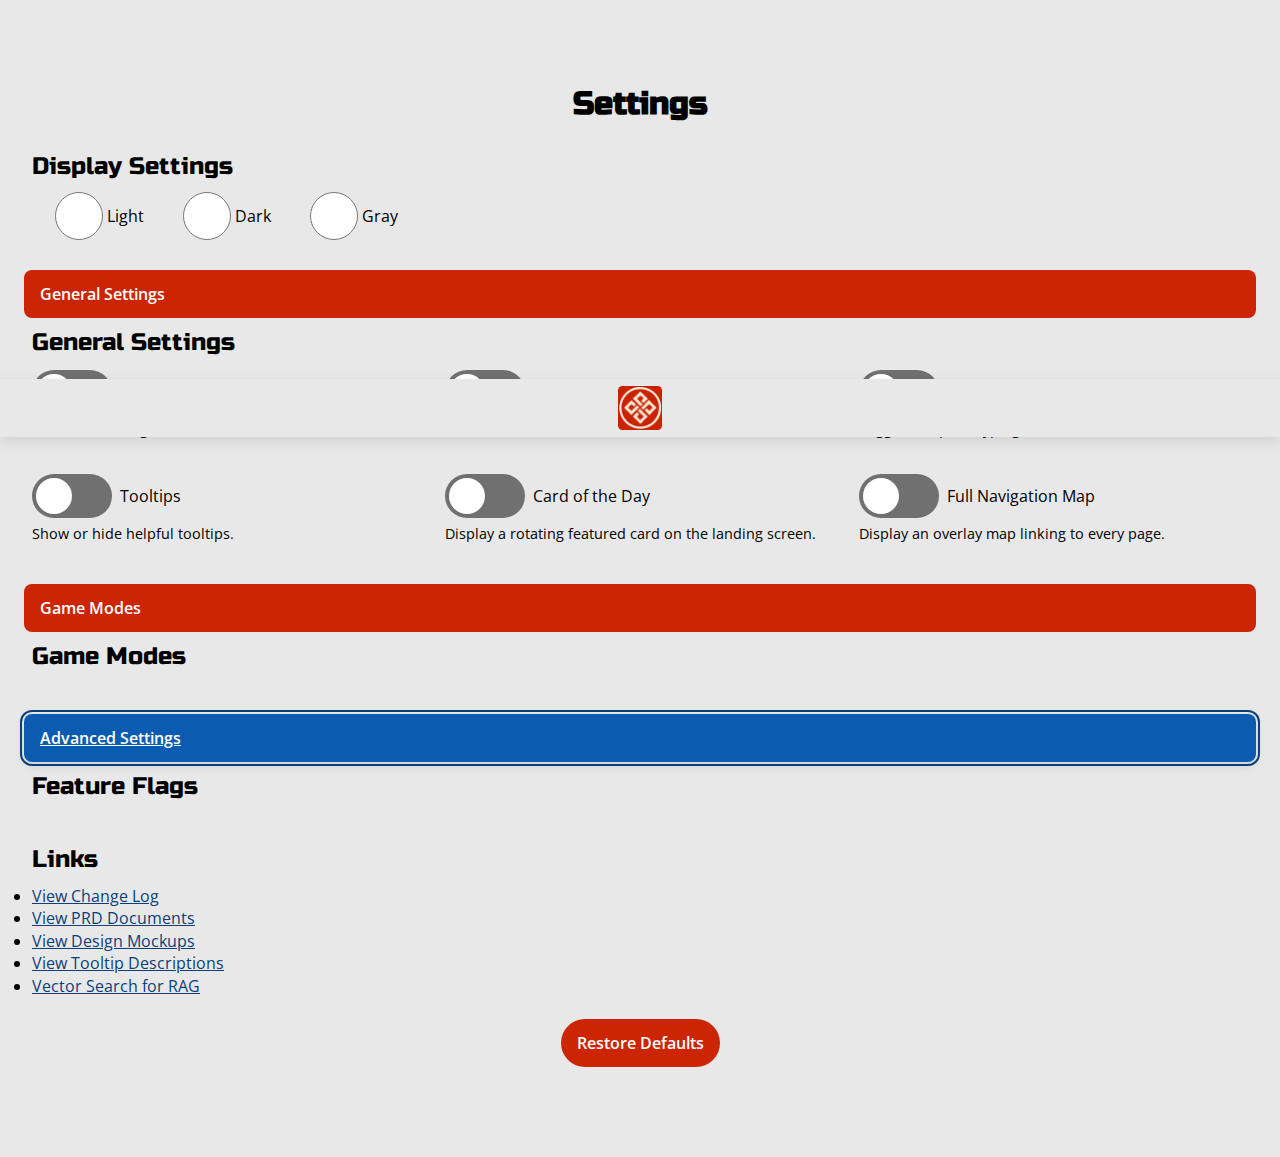 Settings
Display Settings
Light
Dark
Gray
General Settings
General Settings
Tooltips
Card of the Day
Full Navigation Map
Show or hide helpful tooltips.
Display a rotating featured card on the landing screen.
Display an overlay map linking to every page.
Game Modes
Game Modes
Advanced Settings
Feature Flags
Links
View Change Log
View PRD Documents
View Design Mockups
View Tooltip Descriptions
Vector Search for RAG
Restore Defaults